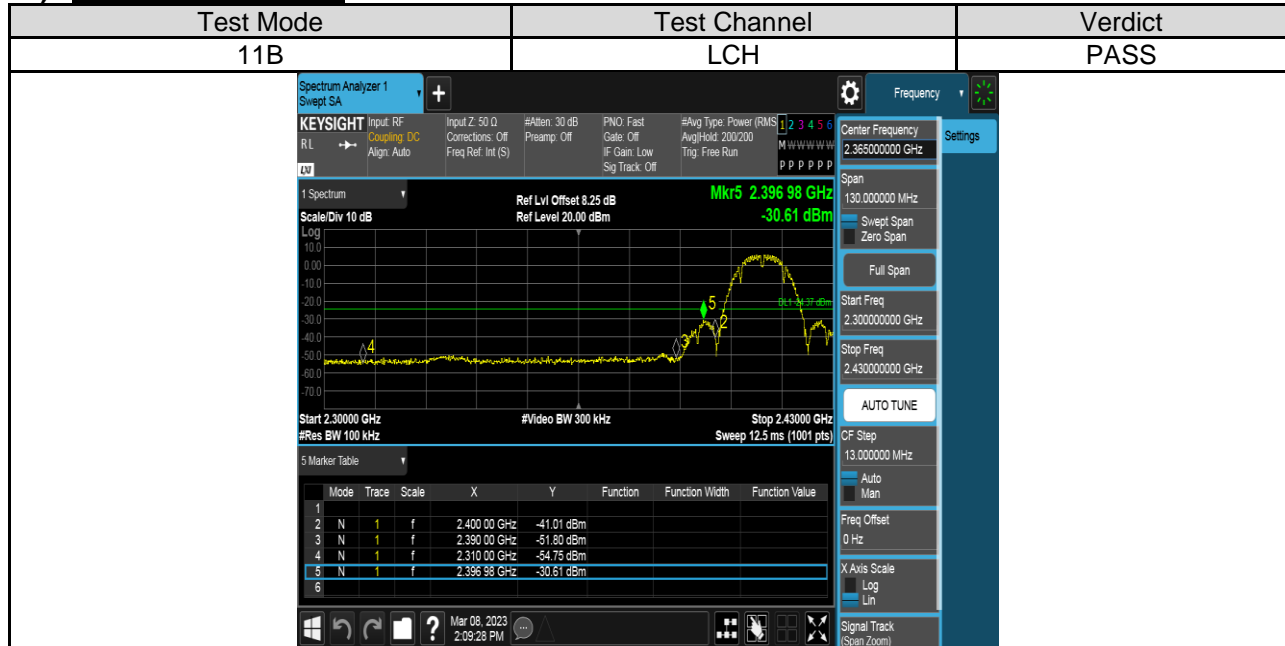 Test Mode Test Channel Verdict
11B LCH PASS
Spectrum Analyzer 1
Swept SA
+
Frequency
KEYSIGHT Input: RF Input Z: 50 Ω #Atten: 30 dB PNO: Fast #Avg Type: Power (RMS 1 2 3 4 5 6
RL Coupling: DC Corrections: Off Preamp: Off Gate: Off Avg|Hold: 200/200 M W W W W W
Align: Auto Freq Ref: Int (S) IF Gain: Low Trig: Free Run
LXI Sig Track: Off P P P P P P
1 Spectrum
Ref Lvl Offset 8.25 dB Mkr5 2.396 98 GHz
Scale/Div 10 dB Ref Level 20.00 dBm -30.61 dBm
Log
10.0
0.00
-10.0
-20.0
-30.0
-40.0
-50.0
-60.0
-70.0
DL1 -24.37 dBm
5
2
3
4
Start 2.30000 GHz #Video BW 300 kHz Stop 2.43000 GHz
#Res BW 100 kHz Sweep 12.5 ms (1001 pts)
5 Marker Table
Mode Trace Scale X Y Function Function Width Function Value
1
2 N 1 f 2.400 00 GHz -41.01 dBm
3 N 1 f 2.390 00 GHz -51.80 dBm
4 N 1 f 2.310 00 GHz -54.75 dBm
5 N 1 f 2.396 98 GHz -30.61 dBm
6
? Mar 08, 2023
2:09:28 PM
Center Frequency
2.365000000 GHz
Settings
Span
130.000000 MHz
Swept Span
Zero Span
Full Span
Start Freq
2.300000000 GHz
Stop Freq
2.430000000 GHz
AUTO TUNE
CF Step
13.000000 MHz
Auto
Man
Freq Offset
0 Hz
X Axis Scale
Log
Lin
Signal Track
(Span Zoom)